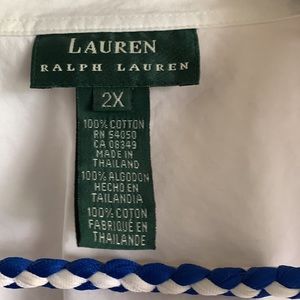 LAUREN
RALPH LAUREN
2X
100% COTTON
RN 54050
CA 08349
MADE IN
THAILAND
100% ALGODON
HECHO EN
TAILANDIA
100% COTON
FABRIQUÉ EN
THAILANDE